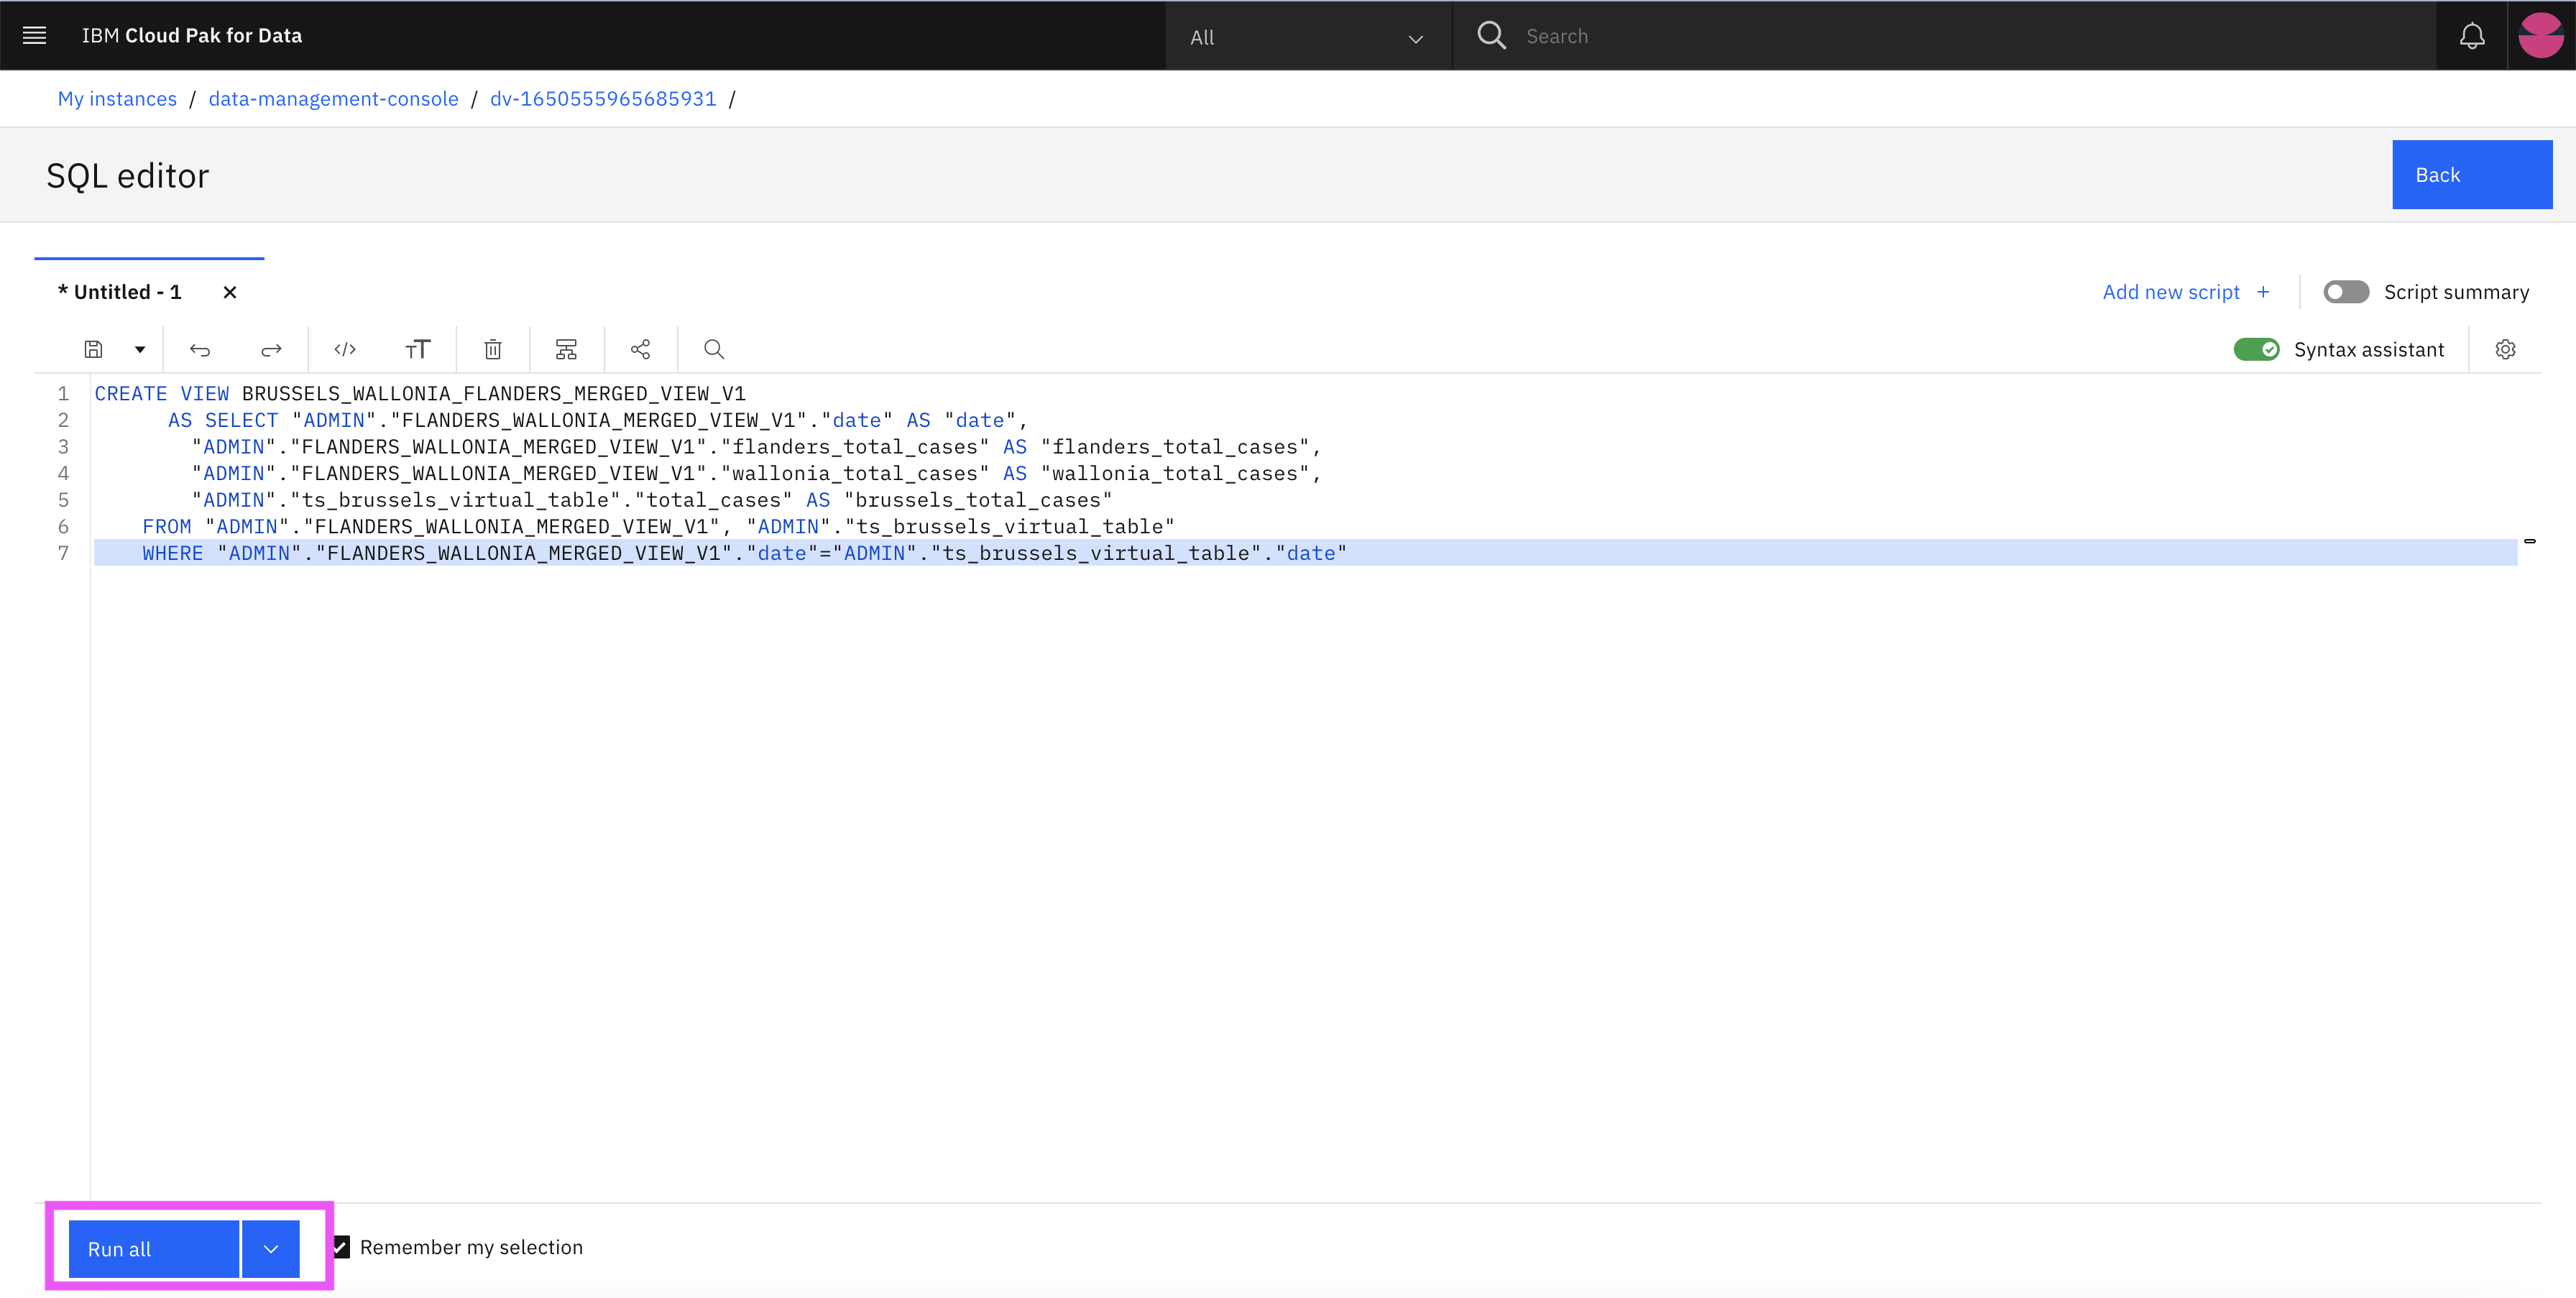 IBM Cloud Pak for Data
All
Search
My instances / data-management-console / dv-1650555965685931 /
SQL editor
Back
* Untitled - 1
Add new script +
Script summary
Syntax assistant
1 CREATE VIEW BRUSSELS_WALLONIA_FLANDERS_MERGED_VIEW_V1
2 AS SELECT "ADMIN"."FLANDERS_WALLONIA_MERGED_VIEW_V1"."date" AS "date",
3 "ADMIN"."FLANDERS_WALLONIA_MERGED_VIEW_V1"."flanders_total_cases" AS "flanders_total_cases",
4 "ADMIN"."FLANDERS_WALLONIA_MERGED_VIEW_V1"."wallonia_total_cases" AS "wallonia_total_cases",
5 "ADMIN"."ts_brussels_virtual_table"."total_cases" AS "brussels_total_cases"
6 FROM "ADMIN"."FLANDERS_WALLONIA_MERGED_VIEW_V1", "ADMIN"."ts_brussels_virtual_table"
7 WHERE "ADMIN"."FLANDERS_WALLONIA_MERGED_VIEW_V1"."date"="ADMIN"."ts_brussels_virtual_table"."date"
Run all
Remember my selection